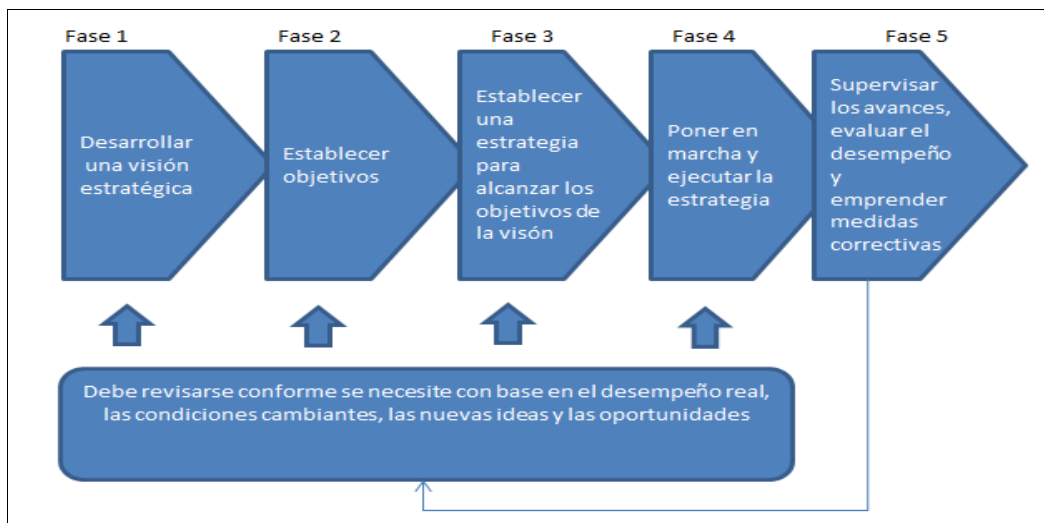 Fase 1
Fase 2
Fase 3
Fase 4
Fase 5
Desarrollar
una visión
estratégica
Establecer
objetivos
Establecer
una
estrategia
para
alcanzar los
objetivos de
la visón
Poner en
marcha y
ejecutar la
estrategia
Supervisar
los avances,
evaluar el
desempeño
y
emprender
medidas
correctivas
Debe revisarse conforme se necesite con base en el desempeño real,
las condiciones cambiantes, las nuevas ideas y las oportunidades